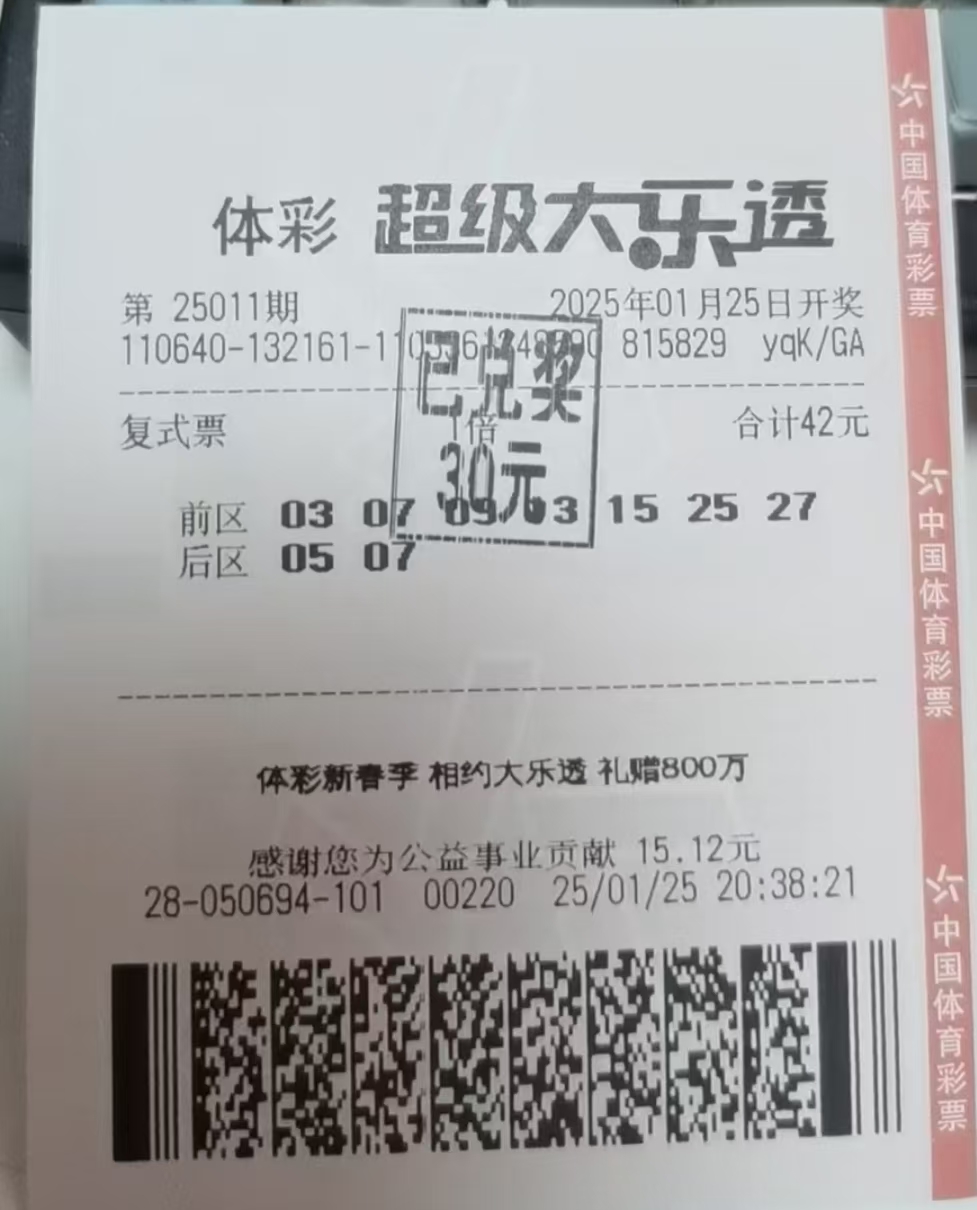 体彩 超级大乐透
第 25011期 2025年01月25日开奖
110640-132161-110 815829 yqK/GA
已兑奖
30元
复式票 1倍 合计42元
前区 03 07 09 13 15 25 27
后区 05 07
体彩新春季 相约大乐透 礼赠800万
感谢您为公益事业贡献 15.12元
28-050694-101 00220 25/01/25 20:38:21
中国体育彩票
中国体育彩票
中国体育彩票